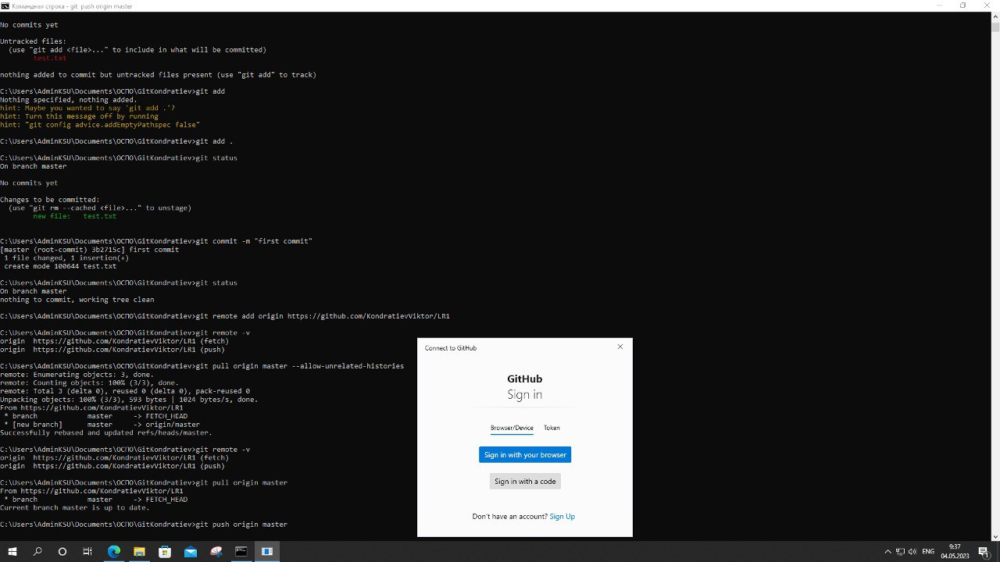 Командная строка - git push origin master
No commits yet
Untracked files:
(use "git add <file>..." to include in what will be committed)
test.txt
nothing added to commit but untracked files present (use "git add" to track)
C:\Users\AdminKSU\Documents\ОСПО\GitKondratiev>git add
Nothing specified, nothing added.
hint: Maybe you wanted to say 'git add .'?
hint: Turn this message off by running
hint: "git config advice.addEmptyPathspec false"
C:\Users\AdminKSU\Documents\ОСПО\GitKondratiev>git add .
C:\Users\AdminKSU\Documents\ОСПО\GitKondratiev>git status
On branch master
No commits yet
Changes to be committed:
(use "git rm --cached <file>..." to unstage)
new file:   test.txt
C:\Users\AdminKSU\Documents\ОСПО\GitKondratiev>git commit -m "first commit"
[master (root-commit) 3b2715c] first commit
1 file changed, 1 insertion(+)
create mode 100644 test.txt
C:\Users\AdminKSU\Documents\ОСПО\GitKondratiev>git status
On branch master
nothing to commit, working tree clean
C:\Users\AdminKSU\Documents\ОСПО\GitKondratiev>git remote add origin https://github.com/KondratievViktor/LR1
C:\Users\AdminKSU\Documents\ОСПО\GitKondratiev>git remote -v
origin  https://github.com/KondratievViktor/LR1 (fetch)
origin  https://github.com/KondratievViktor/LR1 (push)
C:\Users\AdminKSU\Documents\ОСПО\GitKondratiev>git pull origin master --allow-unrelated-histories
remote: Enumerating objects: 3, done.
remote: Counting objects: 100% (3/3), done.
remote: Total 3 (delta 0), reused 0 (delta 0), pack-reused 0
Unpacking objects: 100% (3/3), 593 bytes | 1024 bytes/s, done.
From https://github.com/KondratievViktor/LR1
* branch            master     -> FETCH_HEAD
* [new branch]      master     -> origin/master
Successfully rebased and updated refs/heads/master.
C:\Users\AdminKSU\Documents\ОСПО\GitKondratiev>git remote -v
origin  https://github.com/KondratievViktor/LR1 (fetch)
origin  https://github.com/KondratievViktor/LR1 (push)
C:\Users\AdminKSU\Documents\ОСПО\GitKondratiev>git pull origin master
From https://github.com/KondratievViktor/LR1
* branch            master     -> FETCH_HEAD
Current branch master is up to date.
C:\Users\AdminKSU\Documents\ОСПО\GitKondratiev>git push origin master
Connect to GitHub
GitHub
Sign in
Browser/Device Token
Sign in with your browser
Sign in with a code
Don't have an account? Sign Up
ENG
9:37
04.05.2023
1